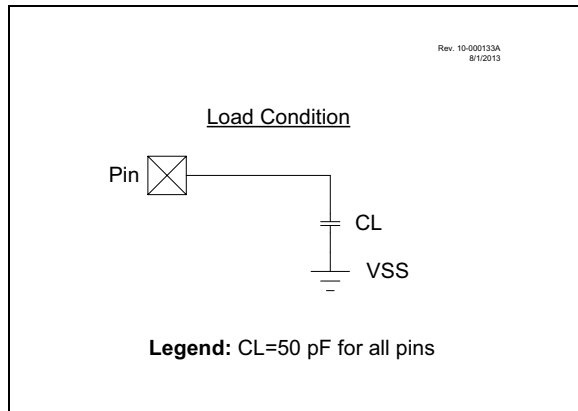 Rev. 10-000133A
8/1/2013
Load Condition
Pin
CL
VSS
Legend: CL=50 pF for all pins